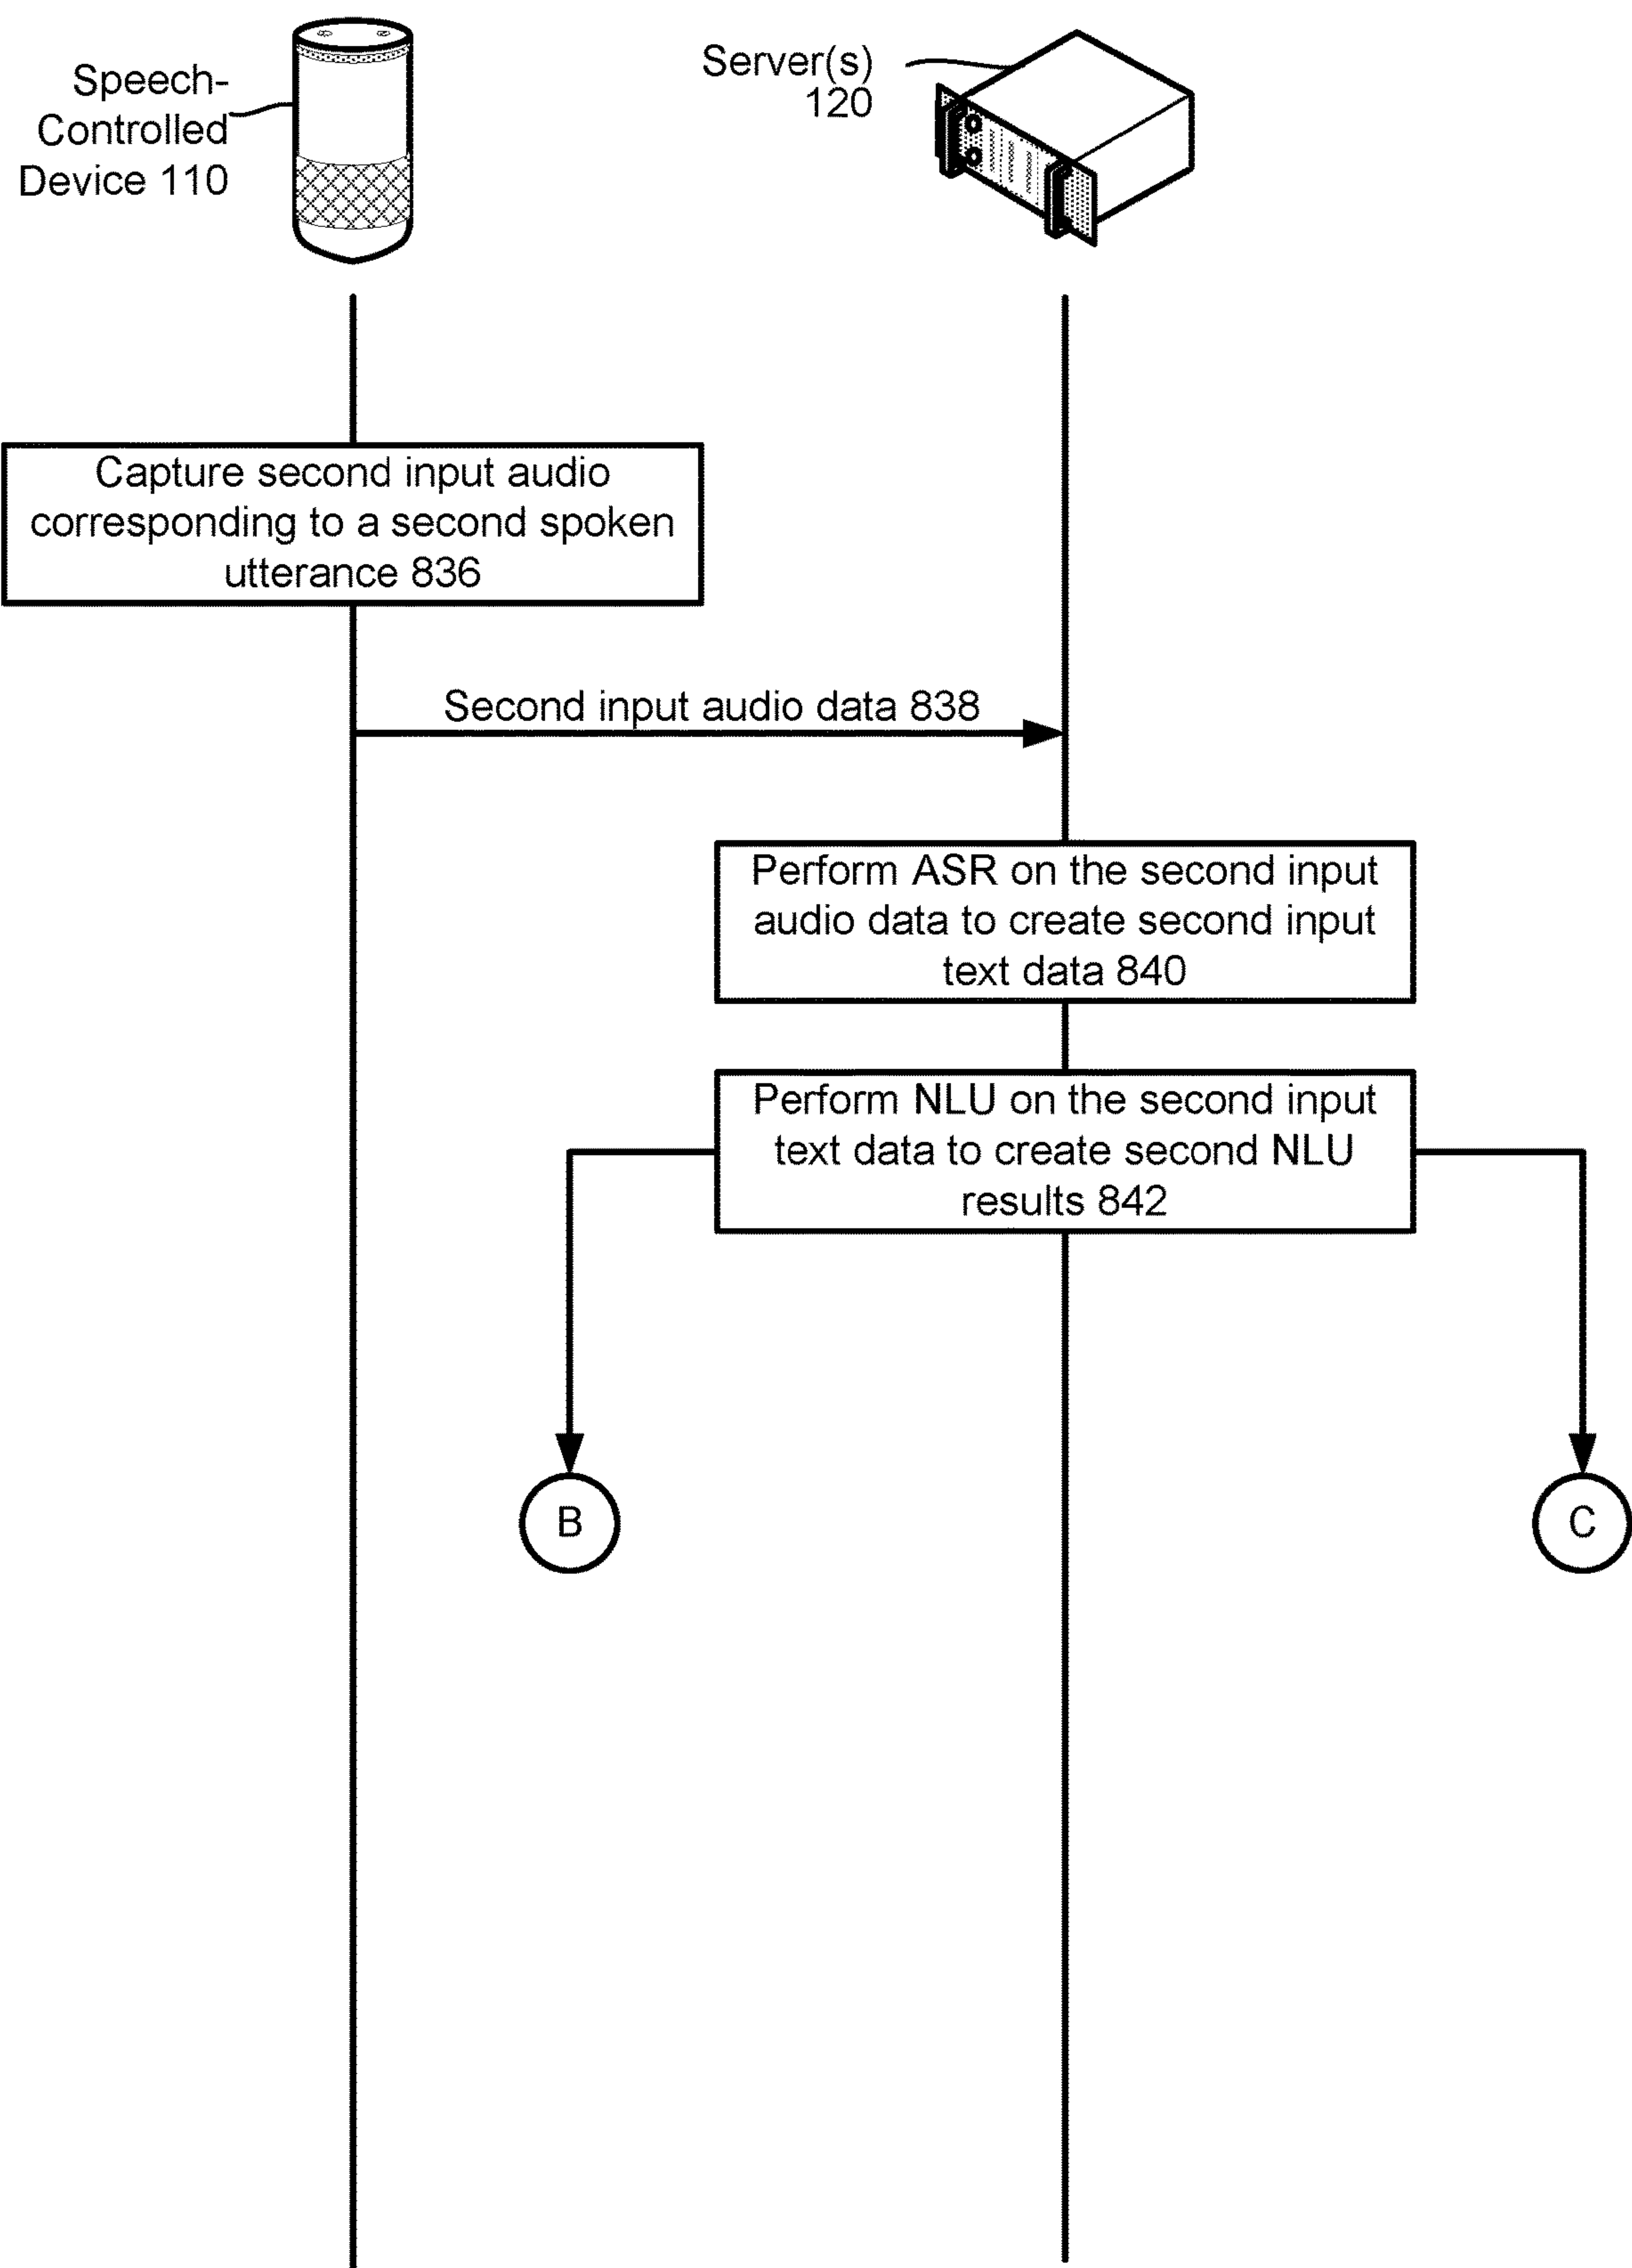 Speech-
Controlled
Device 110
Server(s)
120
Capture second input audio
corresponding to a second spoken
utterance 836
Second input audio data 838
Perform ASR on the second input
audio data to create second input
text data 840
Perform NLU on the second input
text data to create second NLU
results 842
B
C